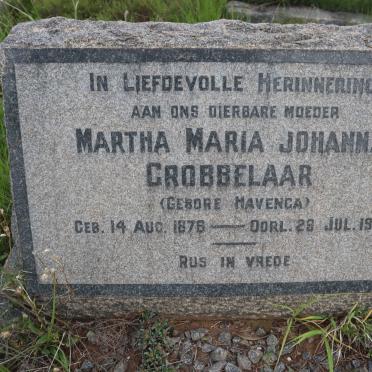 IN LIEFDEVOLLE HERINNERING
AAN ONS DIERBARE MOEDER
MARTHA MARIA JOHANNA
GROBBELAAR
(GEBORE HAVENGA)
GEB. 14 AUG. 1876 — OORL. 28 JUL. 19
RUS IN VREDE